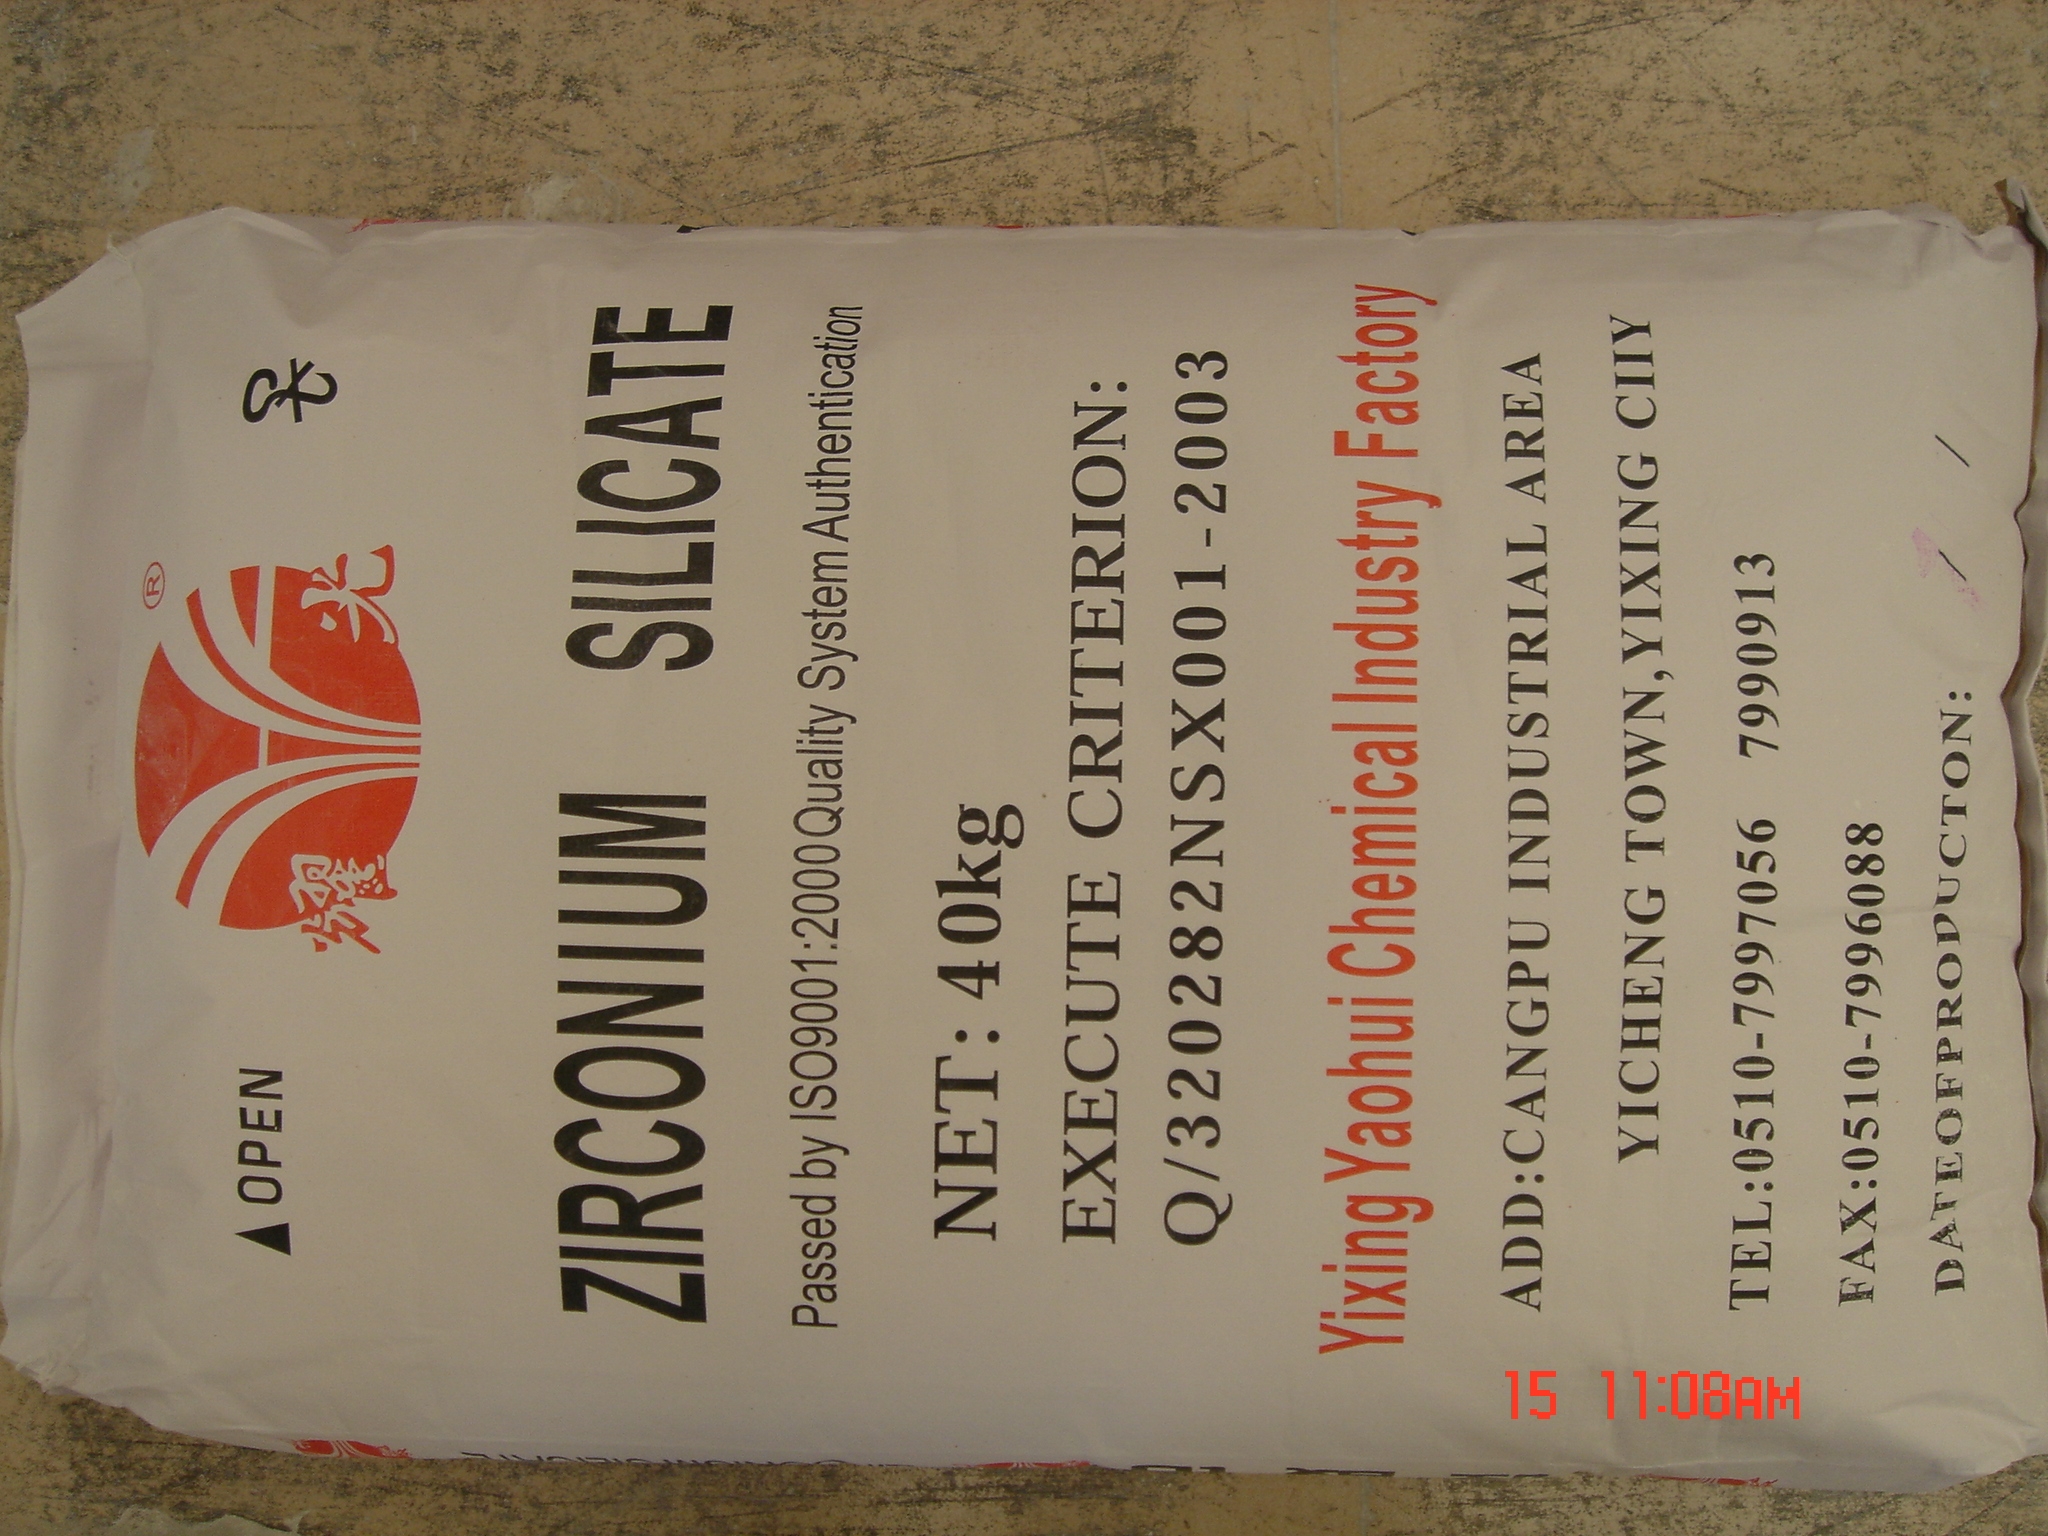 ▲OPEN
®
ZIRCONIUM SILICATE
Passed by ISO9001:2000 Quality System Authentication
NET: 40kg
EXECUTE CRITERION:
Q/320282NSX001-2003
Yixing Yaohui Chemical Industry Factory
ADD:CANGPU INDUSTRIAL AREA
YICHENG TOWN,YIXING CIIY
TEL:0510-7997056 79909913
FAX:0510-7996088
DATEOFPRODUCTON: / /
15 11:08AM